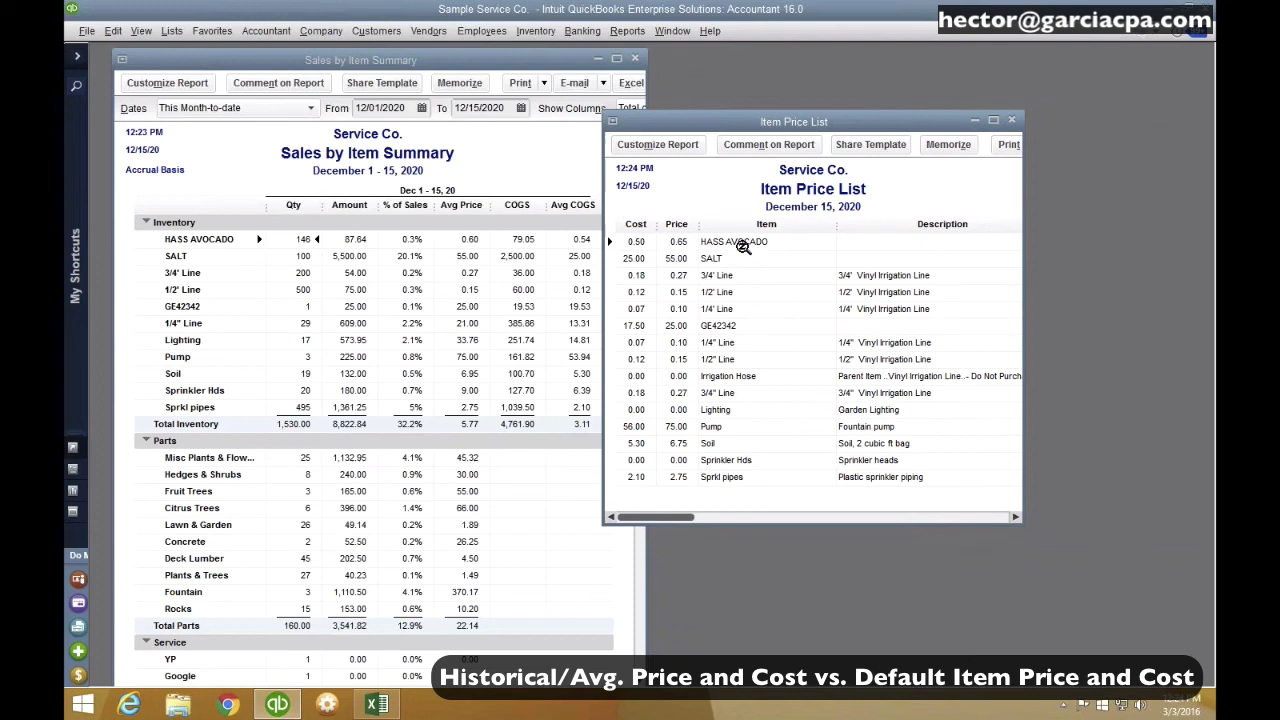 Sample Service Co. - Intuit QuickBooks Enterprise Solutions: Accountant 16.0
hector@garciacpa.com
File Edit View Lists Favorites Accountant Company Customers Vendors Employees Inventory Banking Reports Window Help
My Shortcuts
Do M
Sales by Item Summary
Customize Report Comment on Report Share Template Memorize Print E-mail Excel
Dates This Month-to-date From 12/01/2020 To 12/15/2020 Show Columns Total o
12:23 PM
12/15/20
Accrual Basis
Service Co.
Sales by Item Summary
December 1 - 15, 2020
Dec 1 - 15, 20
Qty Amount % of Sales Avg Price COGS Avg COGS
Inventory
HASS AVOCADO 146 87.64 0.3% 0.60 79.05 0.54
SALT 100 5,500.00 20.1% 55.00 2,500.00 25.00
3/4' Line 200 54.00 0.2% 0.27 36.00 0.18
1/2' Line 500 75.00 0.3% 0.15 60.00 0.12
GE42342 1 25.00 0.1% 25.00 19.53 19.53
1/4" Line 29 609.00 2.2% 21.00 385.86 13.31
Lighting 17 573.95 2.1% 33.76 251.74 14.81
Pump 3 225.00 0.8% 75.00 161.82 53.94
Soil 19 132.00 0.5% 6.95 100.70 5.30
Sprinkler Hds 20 180.00 0.7% 9.00 127.70 6.39
Sprkl pipes 495 1,361.25 5% 2.75 1,039.50 2.10
Total Inventory 1,530.00 8,822.84 32.2% 5.77 4,761.90 3.11
Parts
Misc Plants & Flow... 25 1,132.95 4.1% 45.32
Hedges & Shrubs 8 240.00 0.9% 30.00
Fruit Trees 3 165.00 0.6% 55.00
Citrus Trees 6 396.00 1.4% 66.00
Lawn & Garden 26 49.14 0.2% 1.89
Concrete 2 52.50 0.2% 26.25
Deck Lumber 45 202.50 0.7% 4.50
Plants & Trees 27 40.23 0.1% 1.49
Fountain 3 1,110.50 4.1% 370.17
Rocks 15 153.00 0.6% 10.20
Total Parts 160.00 3,541.82 12.9% 22.14
Service
YP 1 0.00 0.0%
Google 1 0.00 0.0%
Item Price List
Customize Report Comment on Report Share Template Memorize Print
12:24 PM
12/15/20
Service Co.
Item Price List
December 15, 2020
Cost Price Item Description
0.50 0.65 HASS AVOCADO
25.00 55.00 SALT
0.18 0.27 3/4' Line 3/4' Vinyl Irrigation Line
0.12 0.15 1/2' Line 1/2' Vinyl Irrigation Line
0.07 0.10 1/4' Line 1/4' Vinyl Irrigation Line
17.50 25.00 GE42342
0.07 0.10 1/4" Line 1/4" Vinyl Irrigation Line
0.12 0.15 1/2" Line 1/2" Vinyl Irrigation Line
0.00 0.00 Irrigation Hose Parent Item ..Vinyl Irrigation Line..- Do Not Purch
0.18 0.27 3/4" Line 3/4" Vinyl Irrigation Line
0.00 0.00 Lighting Garden Lighting
56.00 75.00 Pump Fountain pump
5.30 6.75 Soil Soil, 2 cubic ft bag
0.00 0.00 Sprinkler Hds Sprinkler heads
2.10 2.75 Sprkl pipes Plastic sprinkler piping
Historical/Avg. Price and Cost vs. Default Item Price and Cost
3/3/2016